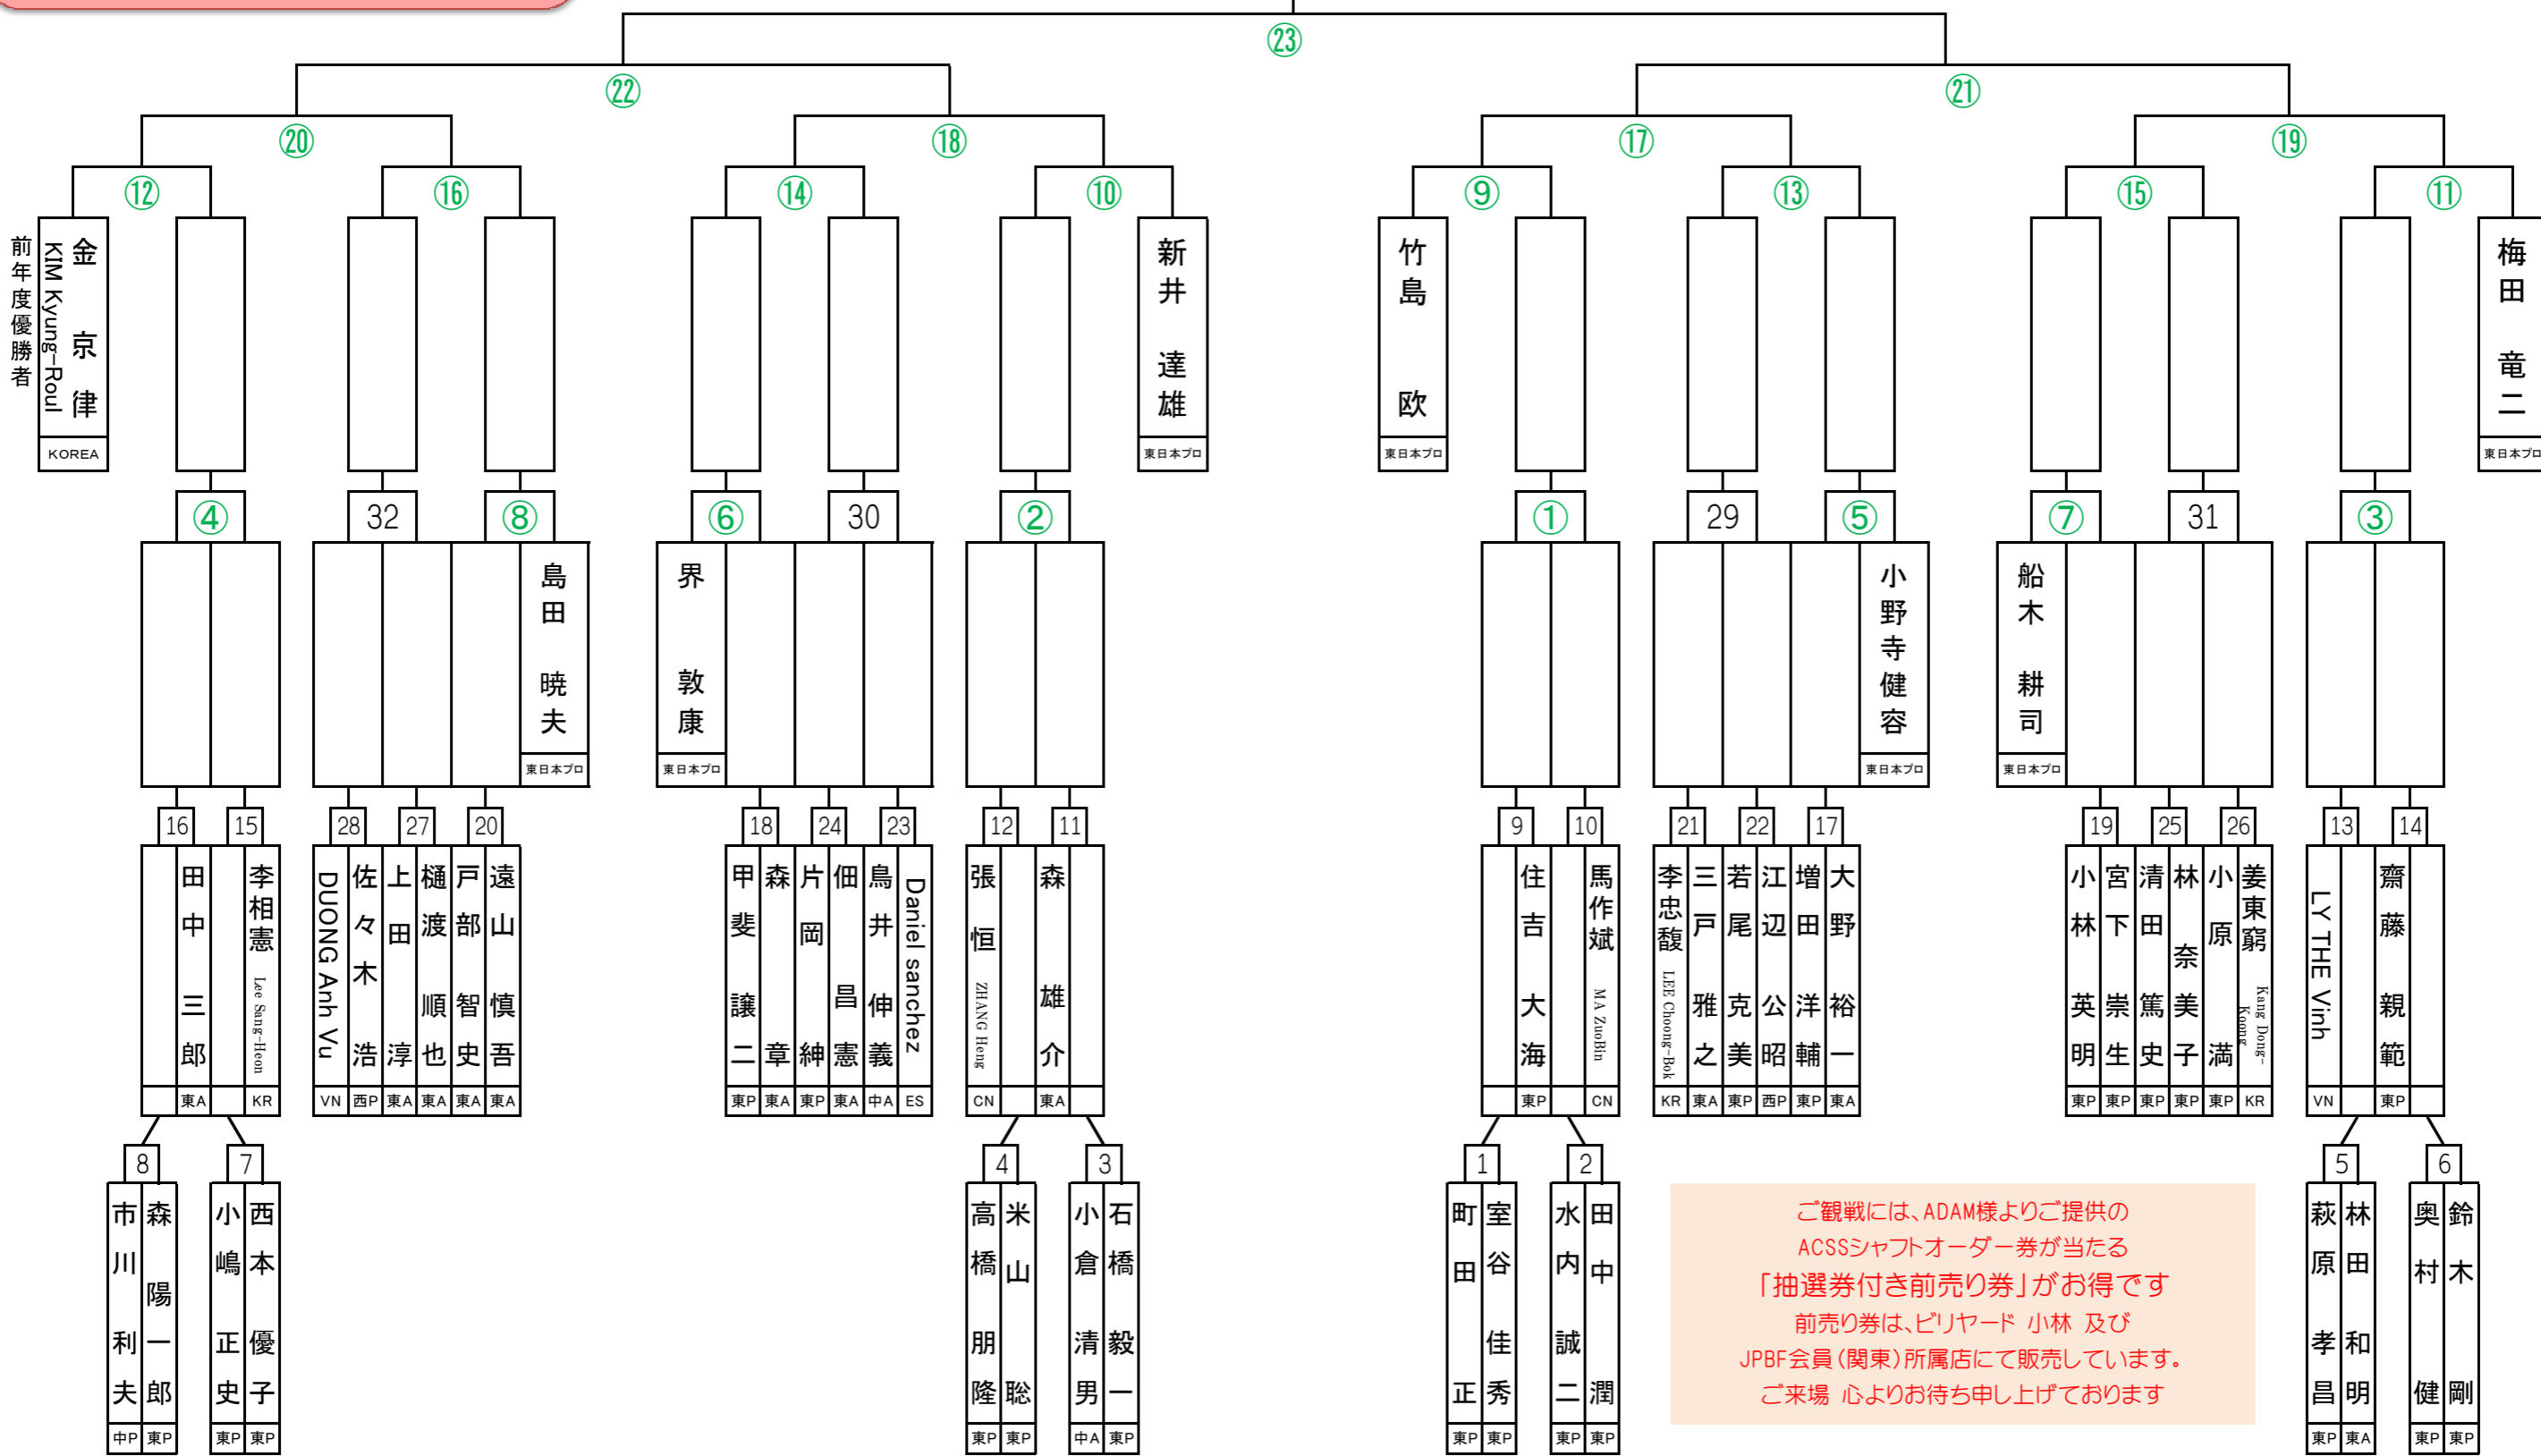 ㉓
㉒
㉑
⑳
⑱
⑰
⑲
⑫
⑯
⑭
⑩
⑨
⑬
⑮
⑪
前年度優勝者
金 京 律
KIM Kyung-Roul
KOREA
新井 達雄
東日本プロ
竹島 欧
東日本プロ
梅田 竜二
東日本プロ
④
32
⑧
⑥
30
②
①
29
⑤
⑦
31
③
島田 暁夫
東日本プロ
界 敦康
東日本プロ
小野寺健容
東日本プロ
船木 耕司
東日本プロ
16
15
28
27
20
18
24
23
12
11
9
10
21
22
17
19
25
26
13
14
田中 三郎
東A
李相憲 Lee Sang-Heon
KR
DUONG Anh Vu
VN
佐々木 浩
西P
上田 淳
東A
樋渡 順也
東A
戸部 智史
東A
遠山 慎吾
東A
甲斐 譲二
東P
森 章
東A
片岡 紳
東P
佃 昌憲
東A
鳥井 伸義
中A
Daniel sanchez
ES
張恒 ZHANG Heng
CN
森 雄介
東A
住吉 大海
東P
馬作斌 MA ZuoBin
CN
李忠馥 LEE Choong-Bok
KR
三戸 雅之
東A
若尾 克美
東P
江辺 公昭
西P
増田 洋輔
東P
大野 裕一
東A
小林 英明
東P
宮下 崇生
東P
清田 篤史
東P
林 奈美子
東P
小原 満
東P
姜東窮 Kang Dong-Koong
KR
LY THE Vinh
VN
齋藤 親範
東P
8
7
4
3
1
2
5
6
市川 利夫
中P
森 陽一郎
東P
小嶋 正史
東P
西本 優子
東P
高橋 朋隆
東P
米山 聡
東P
小倉 清男
中A
石橋 毅一
東P
町田 正
東P
室谷 佳秀
東P
水内 誠二
東P
田中 潤
東P
萩原 孝昌
東P
林田 和明
東A
奥村 健
東P
鈴木 剛
東P
ご観戦には、ADAM様よりご提供の
ACSSシャフトオーダー券が当たる
「抽選券付き前売り券」がお得です
前売り券は、ビリヤード 小林 及び
JPBF会員(関東)所属店にて販売しています。
ご来場 心よりお待ち申し上げております